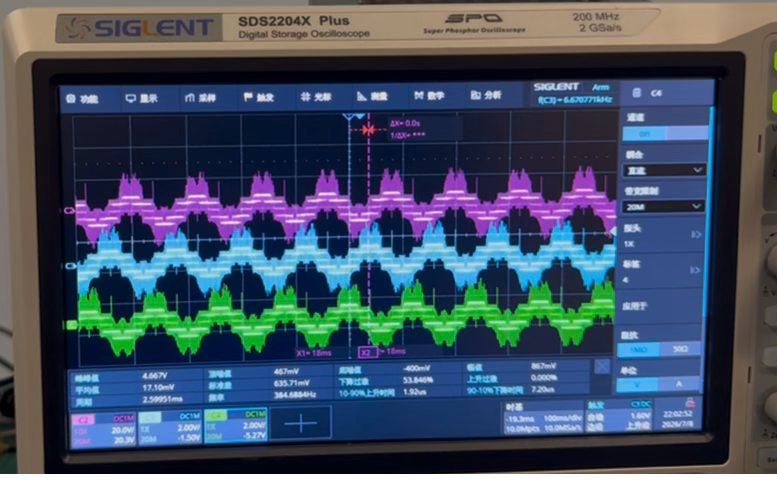 SIGLENT SDS2204X Plus SPO 200 MHz
Digital Storage Oscilloscope Super Phosphor Oscilloscope 2 GSa/s
功能 显示 采样 触发 光标 测量 数学 分析 SIGLENT Arm C4
f(C3) = 6.670771kHz
通道
on
ΔX= 0.0s
1/ΔX= ***
耦合
直流
带宽限制
20M
探头
1X
标签
4
应用于
阻抗
1MΩ 50Ω
单位
V A
X1= 18ms X2 = 18ms
峰峰值 4.667V 顶端值 467mV 底端值 -400mV 幅值 867mV
平均值 17.10mV 标准差 635.71mV 下降过激 53.846% 上升过激 0.000%
周期 2.59951ms 频率 384.6884Hz 10-90%上升时间 1.92us 90-10%下降时间 7.20us
C2 DC1M DC1M C4 DC1M
10X 20.0V/ 1X 2.00V/ 1X 2.00V/
20M 20.3V 20M -1.50V 20M -5.27V
时基
-19.3ms 100ms/div
10.0Mpts 10.0MSa/s
触发 C3 DC
自动 1.60V
边沿 上升沿
22:02:52
2026/7/8